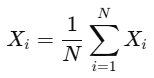 $X_i = \frac{1}{N} \sum_{i=1}^{N} X_i$